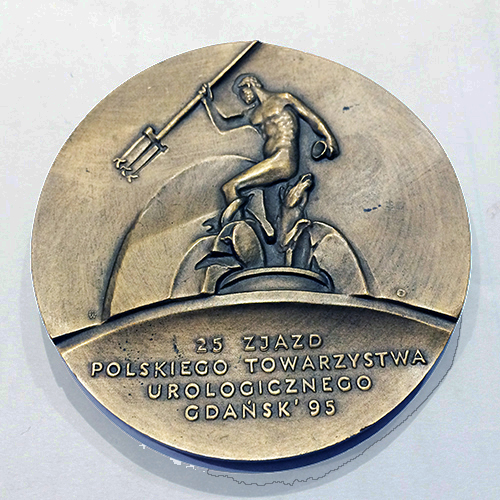 25 ZJAZD
POLSKIEGO TOWARZYSTWA
UROLOGICZNEGO
GDAŃSK' 95